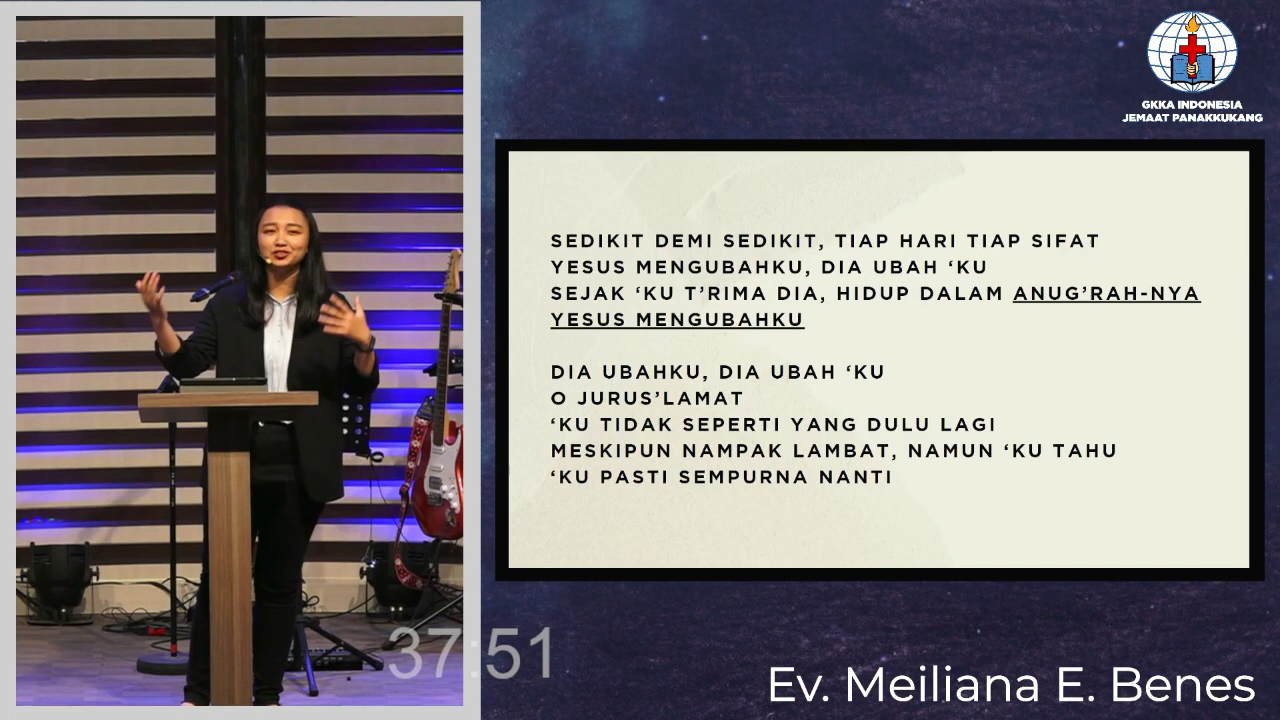 GKKA INDONESIA
JEMAAT PANAKKUKANG
SEDIKIT DEMI SEDIKIT, TIAP HARI TIAP SIFAT
YESUS MENGUBAHKU, DIA UBAH ‘KU
SEJAK ‘KU T’RIMA DIA, HIDUP DALAM ANUG’RAH-NYA
YESUS MENGUBAHKU
DIA UBAHKU, DIA UBAH ‘KU
O JURUS’LAMAT
‘KU TIDAK SEPERTI YANG DULU LAGI
MESKIPUN NAMPAK LAMBAT, NAMUN ‘KU TAHU
‘KU PASTI SEMPURNA NANTI
37:51
Ev. Meiliana E. Benes